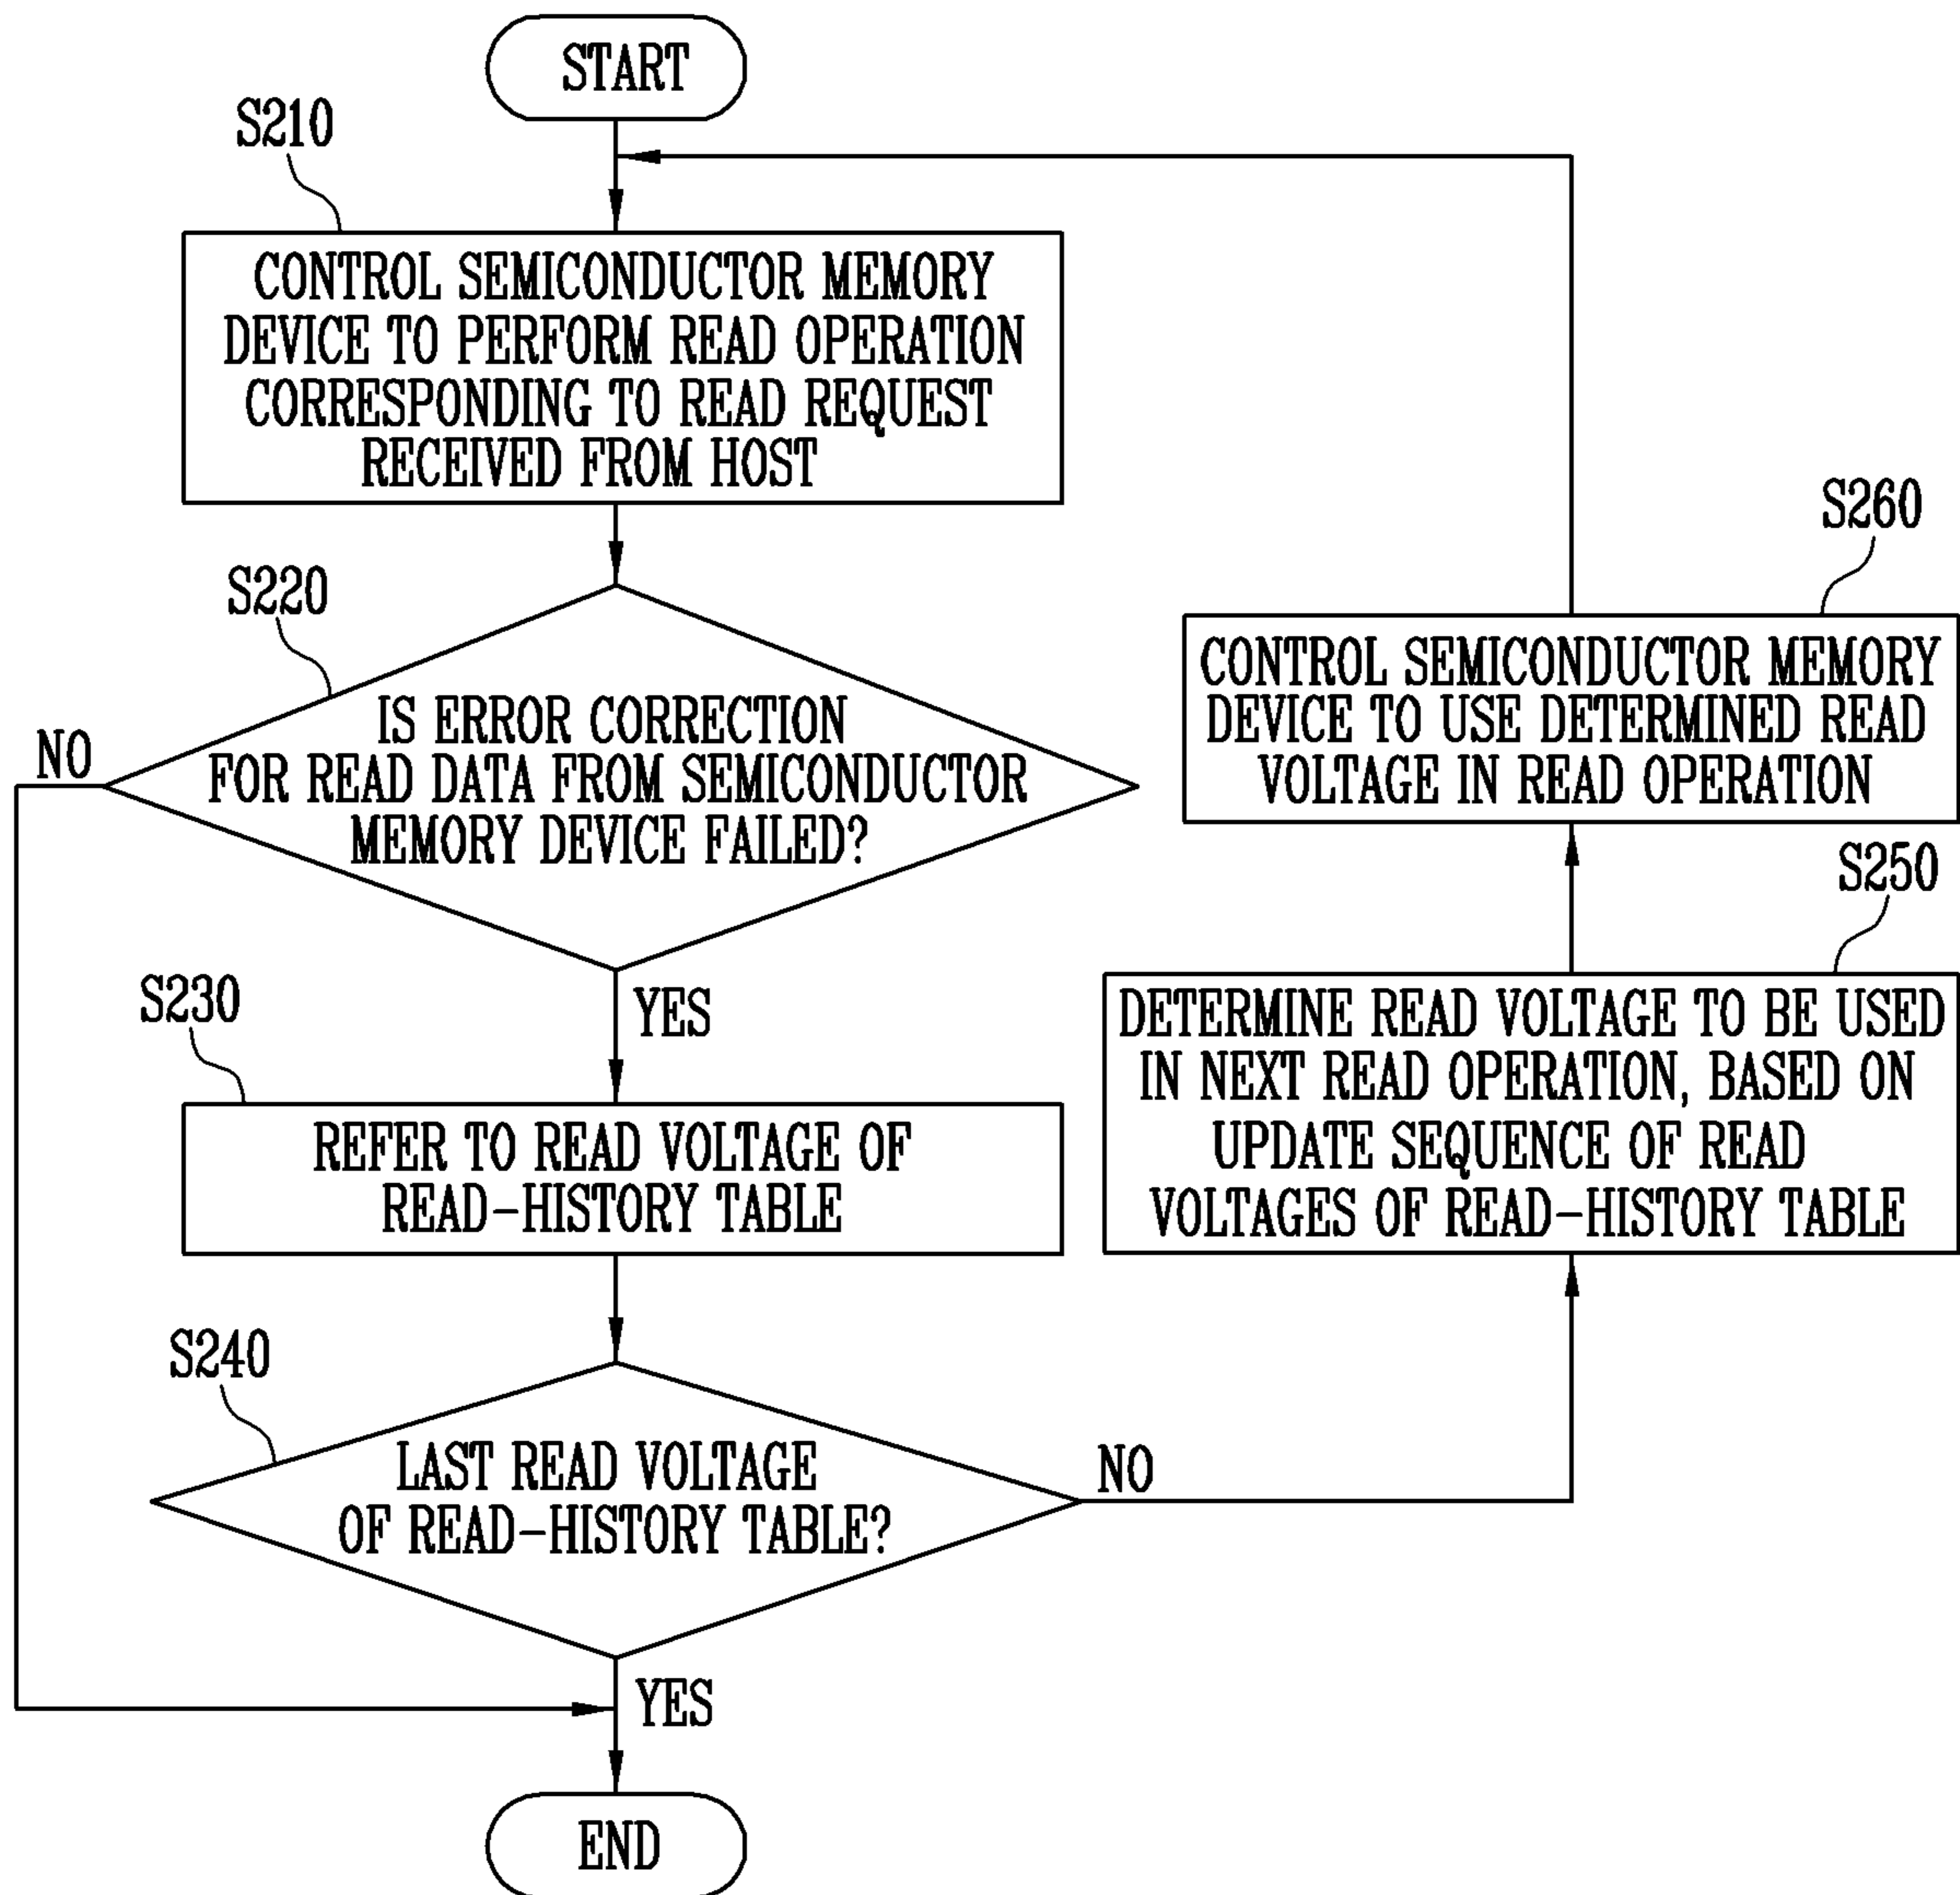 START
S210
CONTROL SEMICONDUCTOR MEMORY
DEVICE TO PERFORM READ OPERATION
CORRESPONDING TO READ REQUEST
RECEIVED FROM HOST
S220
IS ERROR CORRECTION
FOR READ DATA FROM SEMICONDUCTOR
MEMORY DEVICE FAILED?
NO
YES
S230
REFER TO READ VOLTAGE OF
READ-HISTORY TABLE
S240
LAST READ VOLTAGE
OF READ-HISTORY TABLE?
NO
YES
END
S250
DETERMINE READ VOLTAGE TO BE USED
IN NEXT READ OPERATION, BASED ON
UPDATE SEQUENCE OF READ
VOLTAGES OF READ-HISTORY TABLE
S260
CONTROL SEMICONDUCTOR MEMORY
DEVICE TO USE DETERMINED READ
VOLTAGE IN READ OPERATION